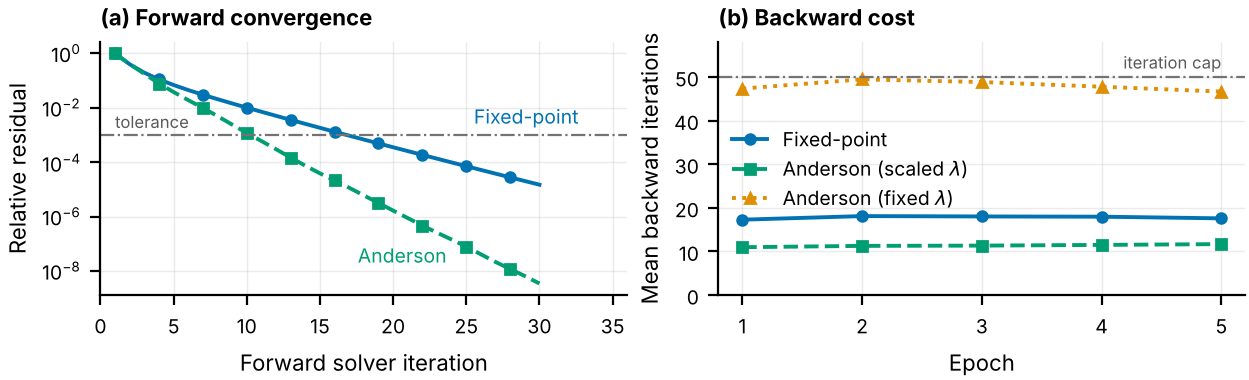 (a) Forward convergence
Relative residual
10⁰
10⁻²
10⁻⁴
10⁻⁶
10⁻⁸
tolerance
Fixed-point
Anderson
0 5 10 15 20 25 30 35
Forward solver iteration
(b) Backward cost
Mean backward iterations
50
40
30
20
10
0
iteration cap
Fixed-point
Anderson (scaled λ)
Anderson (fixed λ)
1 2 3 4 5
Epoch